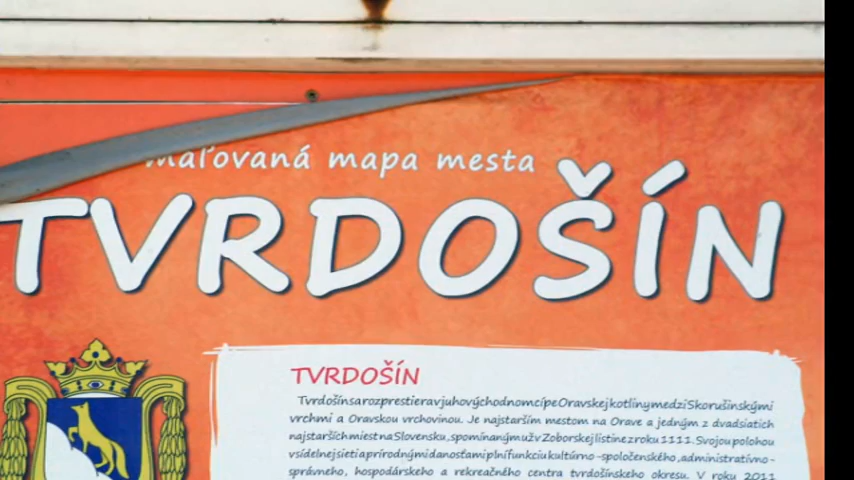 maľovaná mapa mesta
TVRDOŠÍN
TVRDOŠÍN
Tvrdošín sa rozprestiera v juhovýchodnom cípe Oravskej kotliny medzi Skorušinskými
vrchmi a Oravskou vrchovinou. Je najstarším mestom na Orave a jedným z dvadsiatich
najstarších miest na Slovensku, spomínaným už v Zoborskej listine z roku 1111. Svojou polohou
v sídelnej sieti a prírodnými danosťami plní funkciu kultúrno - spoločenského, administratívno -
správneho, hospodárskeho a rekreačného centra tvrdošínskeho okresu. V roku 2011